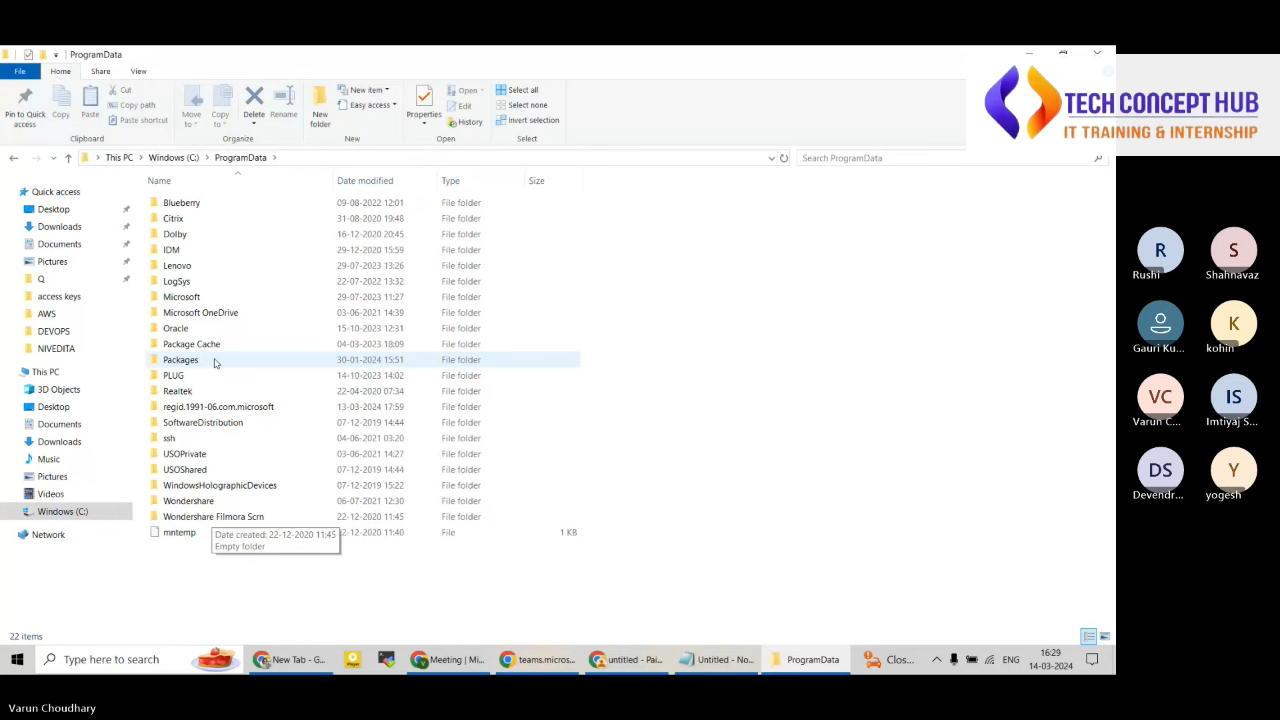 ProgramData
File Home Share View
Pin to Quick access
Copy
Paste
Cut
Copy path
Paste shortcut
Clipboard
Move to
Copy to
Delete
Rename
Organize
New folder
New item
Easy access
New
Properties
Open
Edit
History
Open
Select all
Select none
Invert selection
Select
TECH CONCEPT HUB
IT TRAINING & INTERNSHIP
This PC > Windows (C:) > ProgramData >
Search ProgramData
Quick access
Desktop
Downloads
Documents
Pictures
Q
access keys
AWS
DEVOPS
NIVEDITA
This PC
3D Objects
Desktop
Documents
Downloads
Music
Pictures
Videos
Windows (C:)
Network
Name Date modified Type Size
Blueberry 09-08-2022 12:01 File folder
Citrix 31-08-2020 19:48 File folder
Dolby 16-12-2020 20:45 File folder
IDM 29-12-2020 15:59 File folder
Lenovo 29-07-2023 13:26 File folder
LogSys 22-07-2022 13:32 File folder
Microsoft 29-07-2023 11:27 File folder
Microsoft OneDrive 03-06-2021 14:39 File folder
Oracle 15-10-2023 12:31 File folder
Package Cache 04-03-2023 18:09 File folder
Packages 30-01-2024 15:51 File folder
PLUG 14-10-2023 14:02 File folder
Realtek 22-04-2020 07:34 File folder
regid.1991-06.com.microsoft 13-03-2024 17:59 File folder
SoftwareDistribution 07-12-2019 14:44 File folder
ssh 04-06-2021 03:20 File folder
USOPrivate 03-06-2021 14:27 File folder
USOShared 07-12-2019 14:44 File folder
WindowsHolographicDevices 07-12-2019 15:22 File folder
Wondershare 06-07-2021 12:30 File folder
Wondershare Filmora Scrn 22-12-2020 11:45 File folder
mntemp 2-12-2020 11:40 File 1 KB
Date created: 22-12-2020 11:45
Empty folder
22 items
R
Rushi
S
Shahnavaz
Gauri Ku...
K
kohin
VC
Varun C...
IS
Imtiyaj S...
DS
Devendr...
Y
yogesh
Type here to search
New Tab - G...
Meeting | Mi...
teams.micros...
untitled - Pai...
Untitled - No...
ProgramData
Clos...
ENG
16:29
14-03-2024
Varun Choudhary